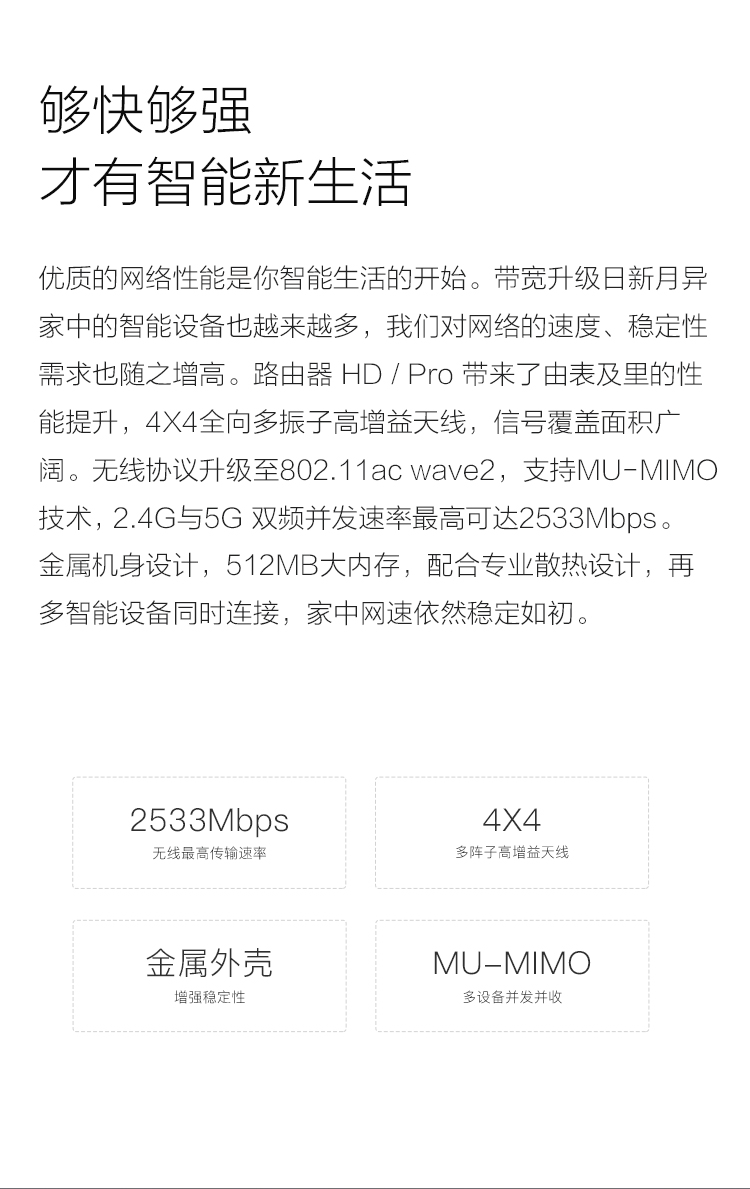 够快够强
才有智能新生活
优质的网络性能是你智能生活的开始。带宽升级日新月异
家中的智能设备也越来越多，我们对网络的速度、稳定性
需求也随之增高。路由器 HD / Pro 带来了由表及里的性
能提升，4X4全向多振子高增益天线，信号覆盖面积广
阔。无线协议升级至802.11ac wave2，支持MU-MIMO
技术, 2.4G与5G 双频并发速率最高可达2533Mbps。
金属机身设计，512MB大内存，配合专业散热设计，再
多智能设备同时连接，家中网速依然稳定如初。
2533Mbps
无线最高传输速率
4X4
多阵子高增益天线
金属外壳
增强稳定性
MU-MIMO
多设备并发并收